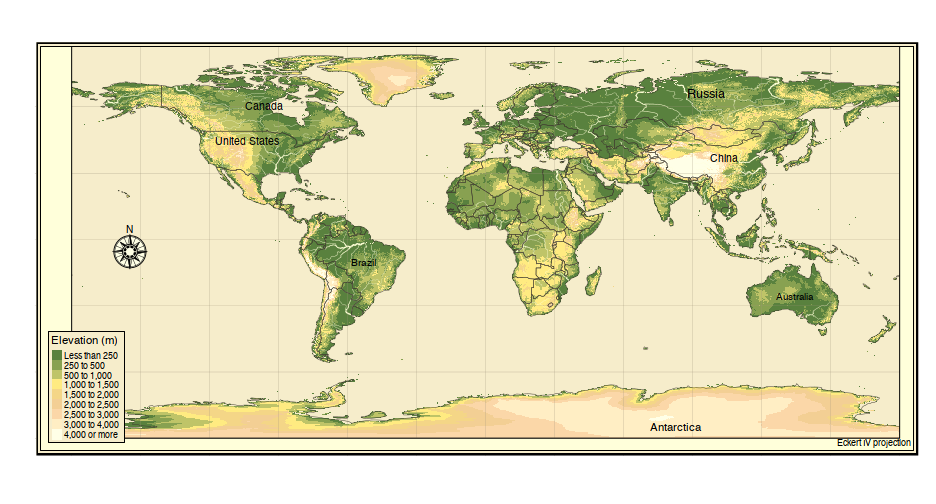 Russia
Canada
United States
China
N
Brazil
Australia
Elevation (m)
Less than 250
250 to 500
500 to 1,000
1,000 to 1,500
1,500 to 2,000
2,000 to 2,500
2,500 to 3,000
3,000 to 4,000
4,000 or more
Antarctica
Eckert IV projection